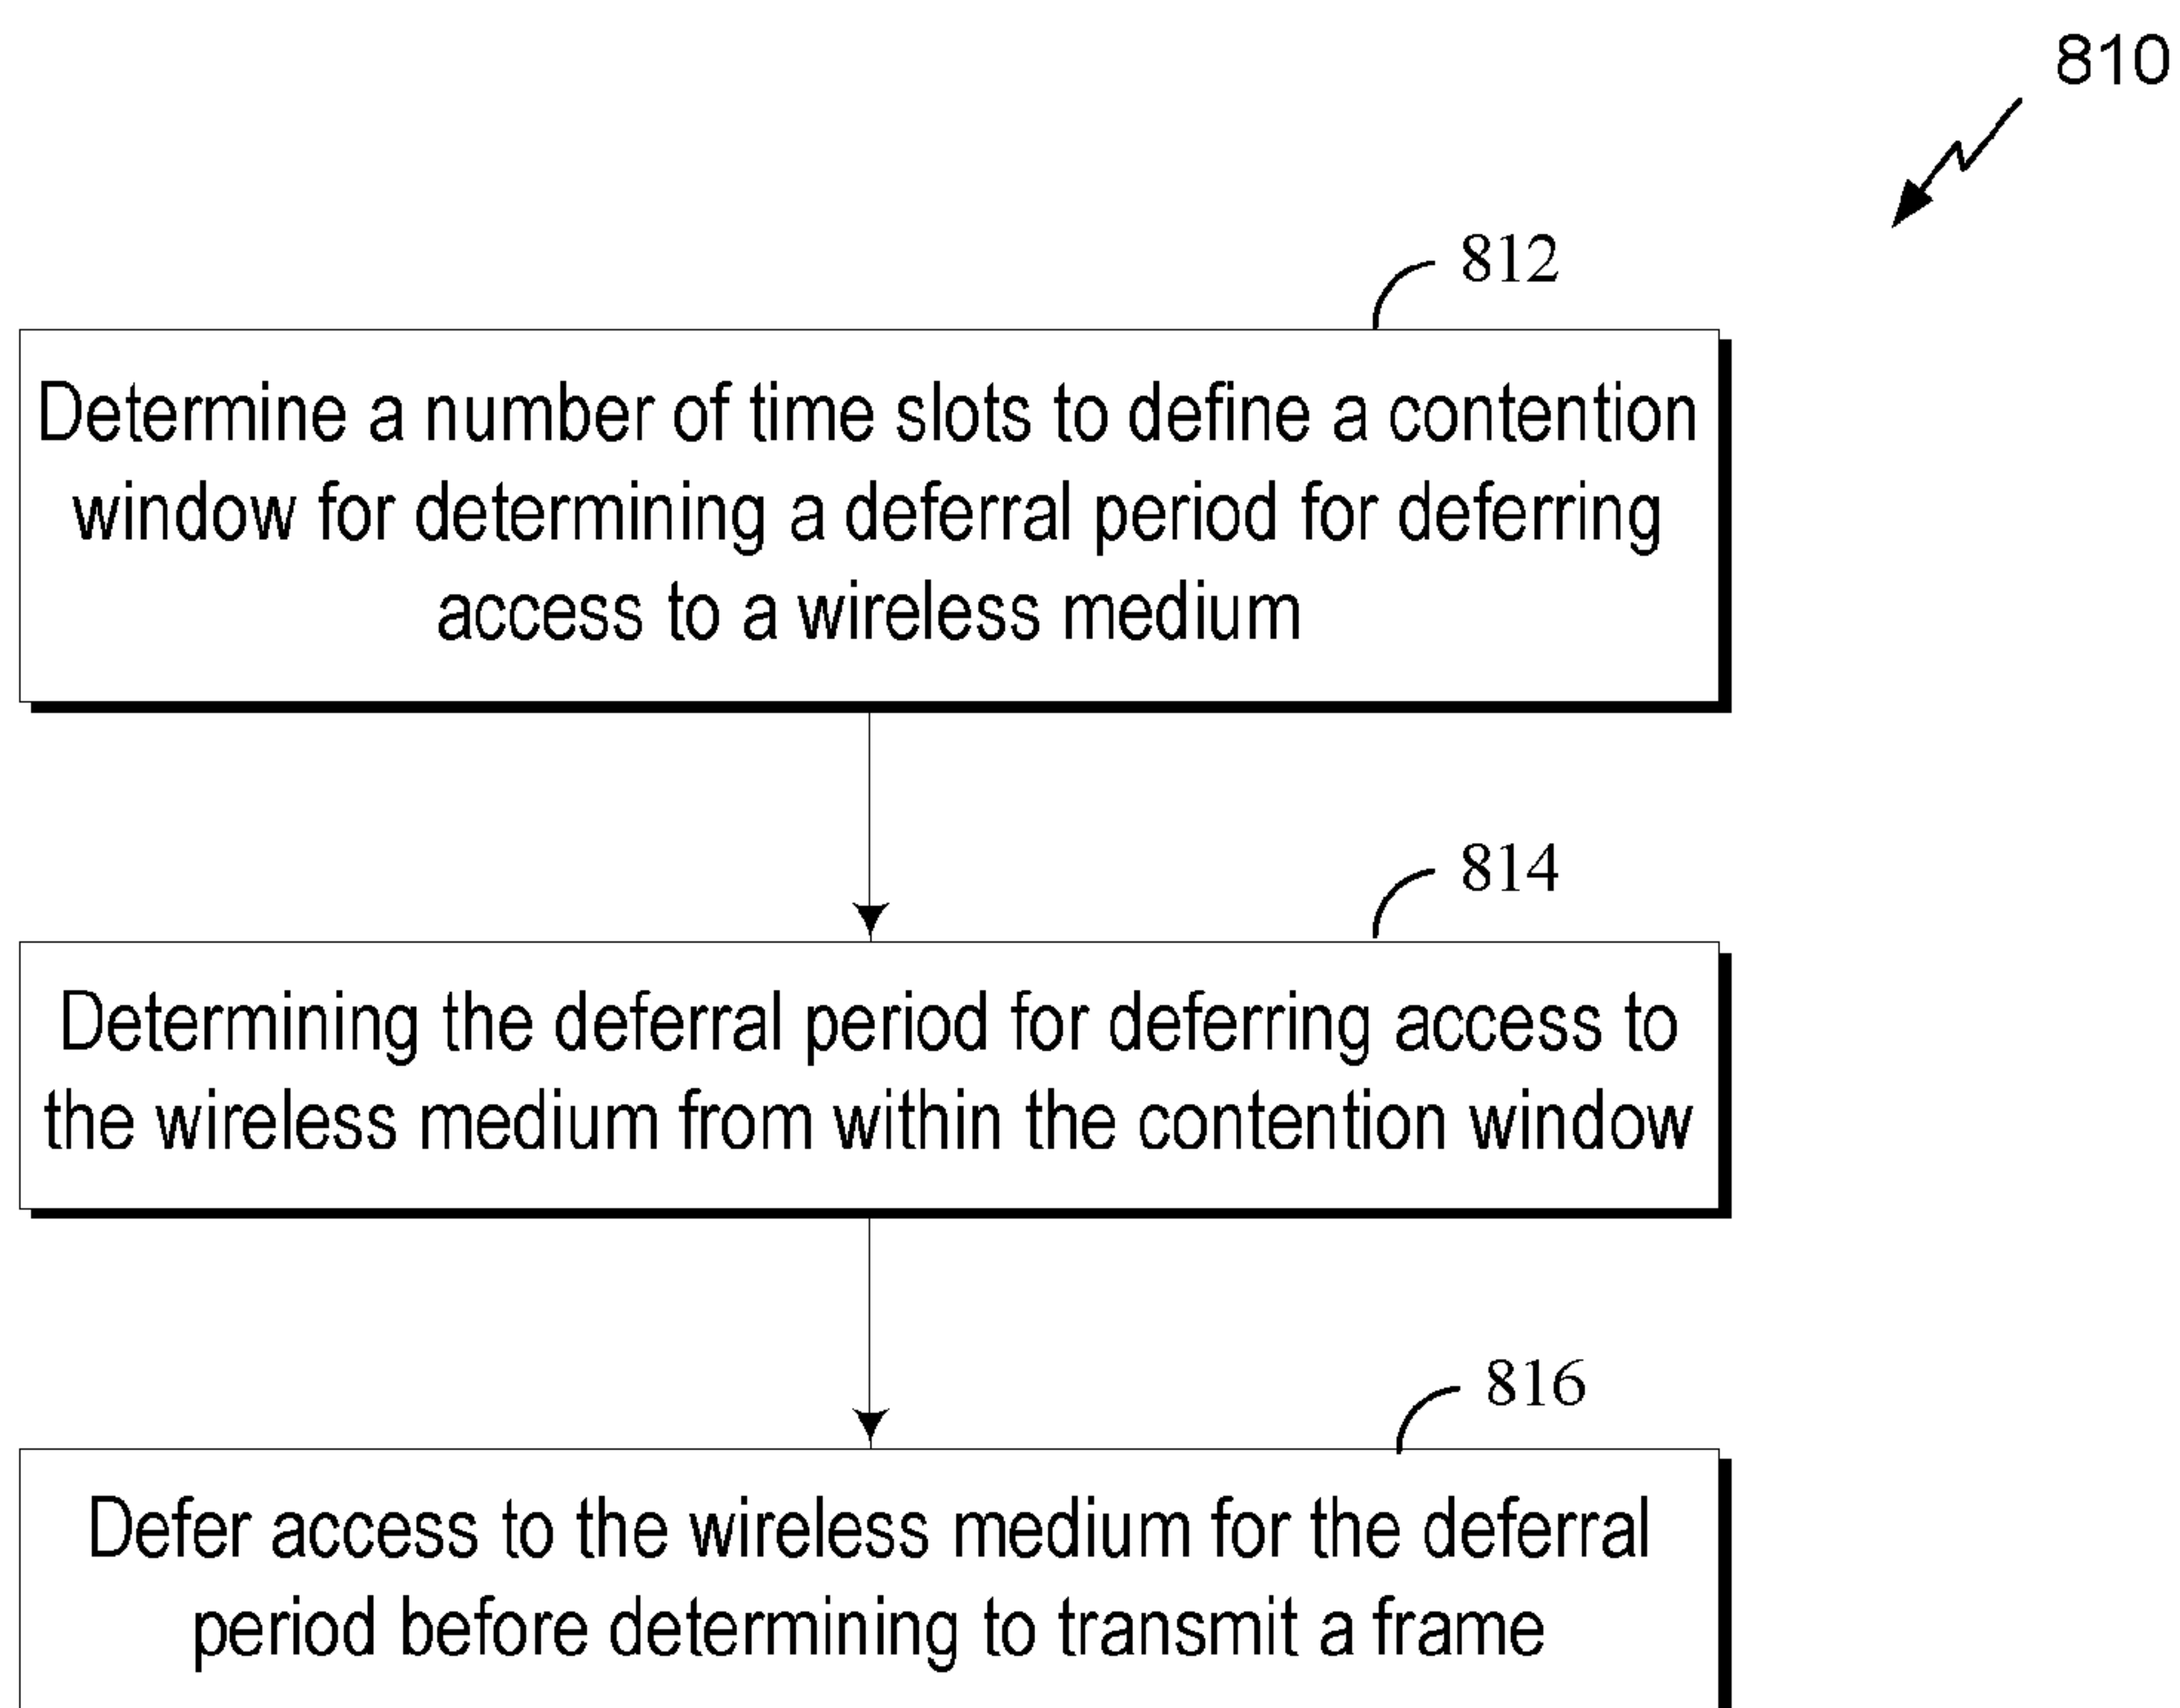 810
812
Determine a number of time slots to define a contention
window for determining a deferral period for deferring
access to a wireless medium
814
Determining the deferral period for deferring access to
the wireless medium from within the contention window
816
Defer access to the wireless medium for the deferral
period before determining to transmit a frame